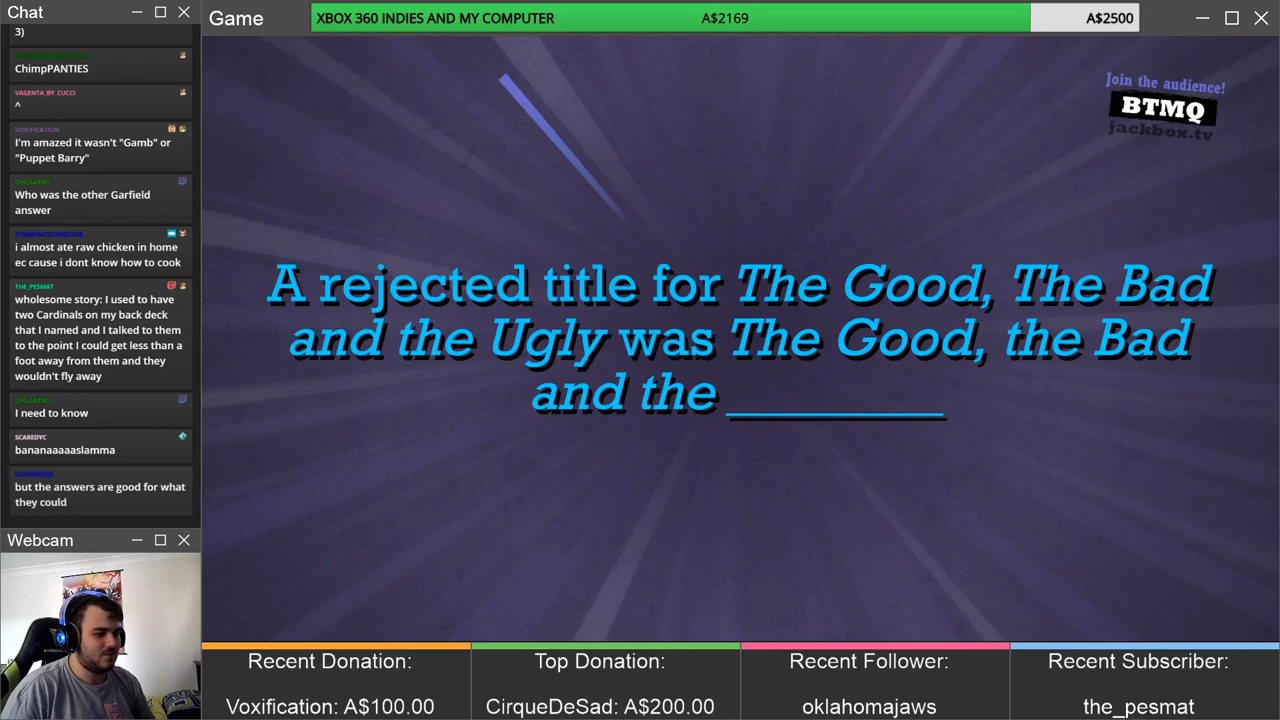 Chat
Game
XBOX 360 INDIES AND MY COMPUTER
A$2169
A$2500
3)
ChimpPANTIES
VAGENTA_BY_CUCCI
^
VOXIFICATION
I'm amazed it wasn't "Gamb" or
"Puppet Barry"
CHILEARNS
Who was the other Garfield
answer
i almost ate raw chicken in home
ec cause i dont know how to cook
THE_PESMAT
wholesome story: I used to have
two Cardinals on my back deck
that I named and I talked to them
to the point I could get less than a
foot away from them and they
wouldn't fly away
CHILEARNS
I need to know
SCAREDYC
bananaaaaaslamma
but the answers are good for what
they could
Webcam
Join the audience!
BTMQ
jackbox.tv
A rejected title for The Good, The Bad
and the Ugly was The Good, the Bad
and the ________
Recent Donation:
Voxification: A$100.00
Top Donation:
CirqueDeSad: A$200.00
Recent Follower:
oklahomajaws
Recent Subscriber:
the_pesmat